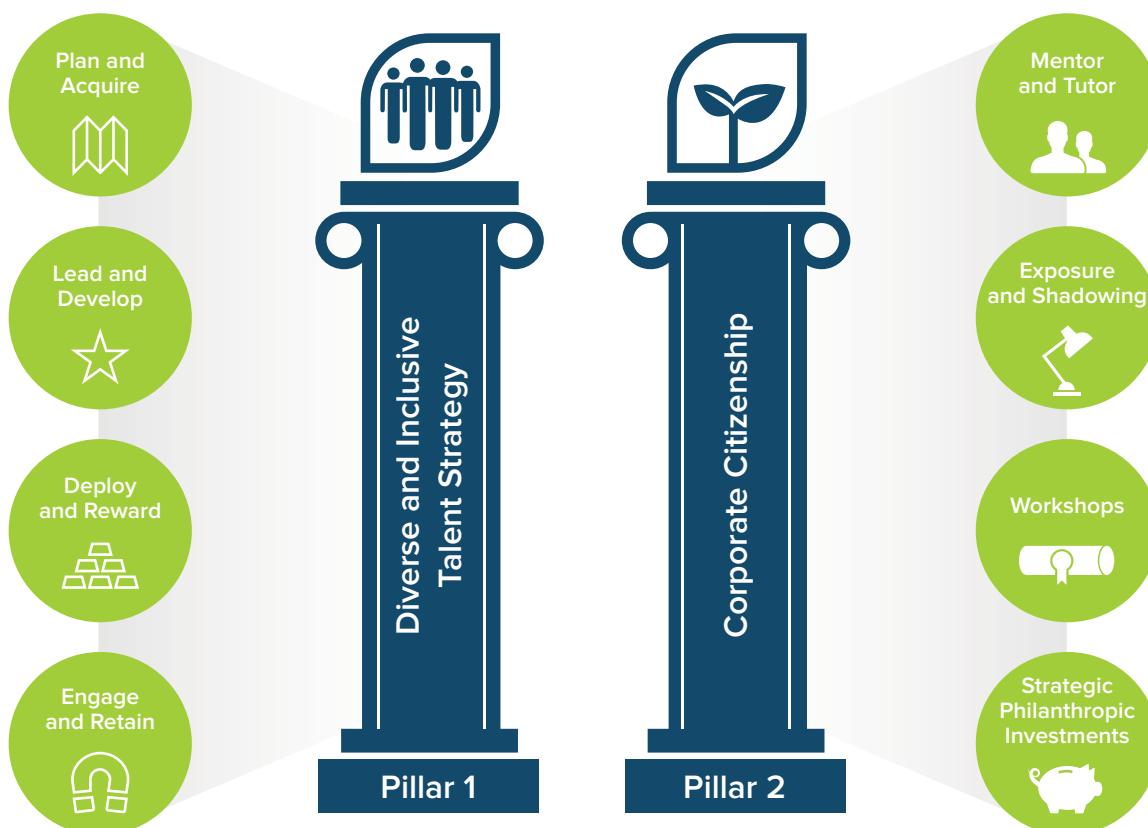 Plan and
Acquire
Lead and
Develop
Deploy
and Reward
Engage
and Retain
Diverse and Inclusive
Talent Strategy
Pillar 1
Corporate Citizenship
Pillar 2
Mentor
and Tutor
Exposure
and Shadowing
Workshops
Strategic
Philanthropic
Investments